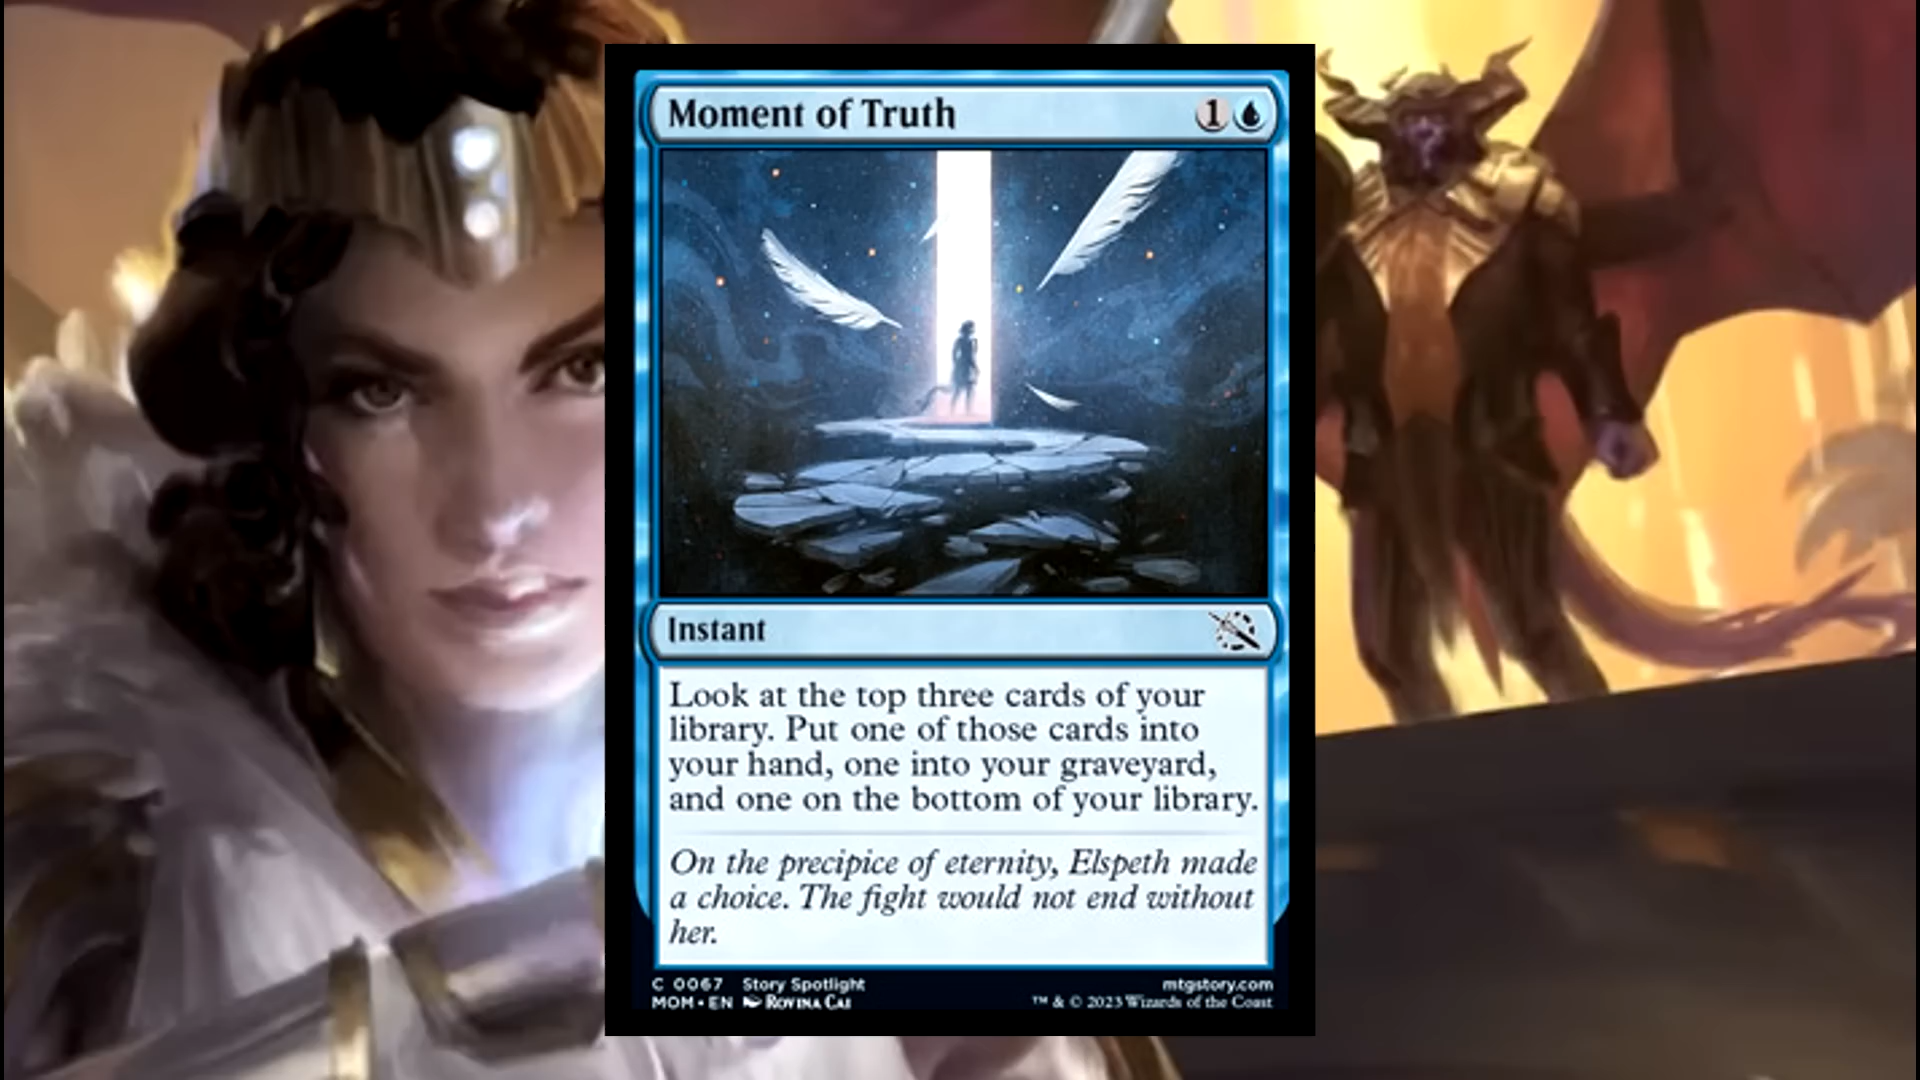 Moment of Truth 1
Instant
Look at the top three cards of your
library. Put one of those cards into
your hand, one into your graveyard,
and one on the bottom of your library.
On the precipice of eternity, Elspeth made
a choice. The fight would not end without
her.
C 0067 Story Spotlight mtgstory.com
MOM • EN Rovina Cai ™ & © 2023 Wizards of the Coast